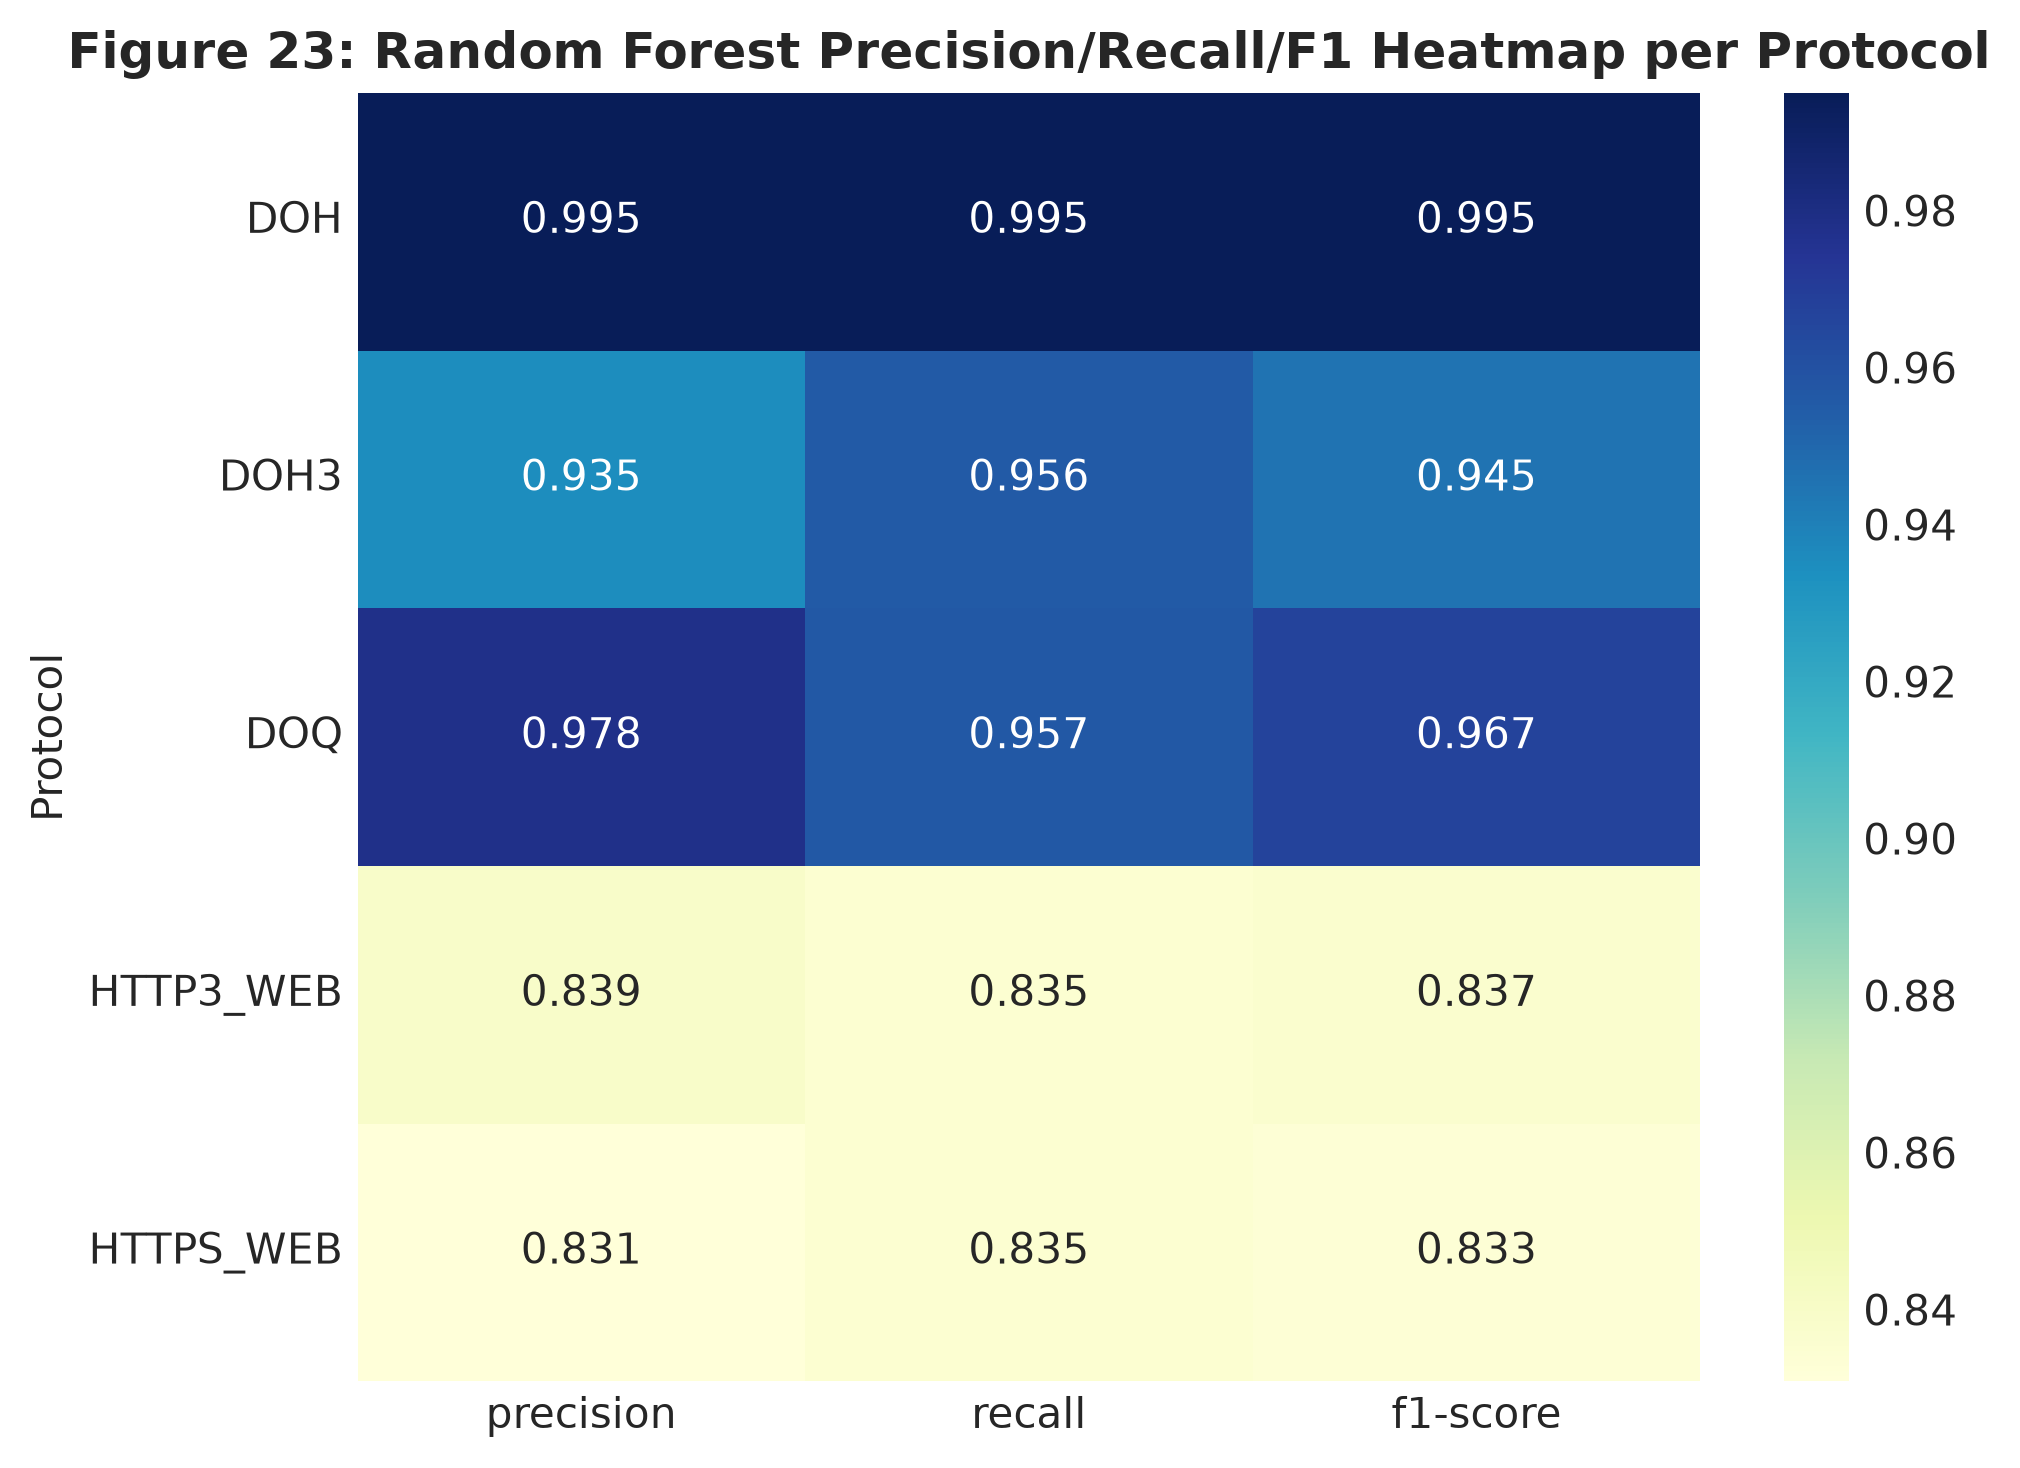 Figure 23: Random Forest Precision/Recall/F1 Heatmap per Protocol
Protocol
DOH 0.995 0.995 0.995
DOH3 0.935 0.956 0.945
DOQ 0.978 0.957 0.967
HTTP3_WEB 0.839 0.835 0.837
HTTPS_WEB 0.831 0.835 0.833
precision recall f1-score
0.98
0.96
0.94
0.92
0.90
0.88
0.86
0.84